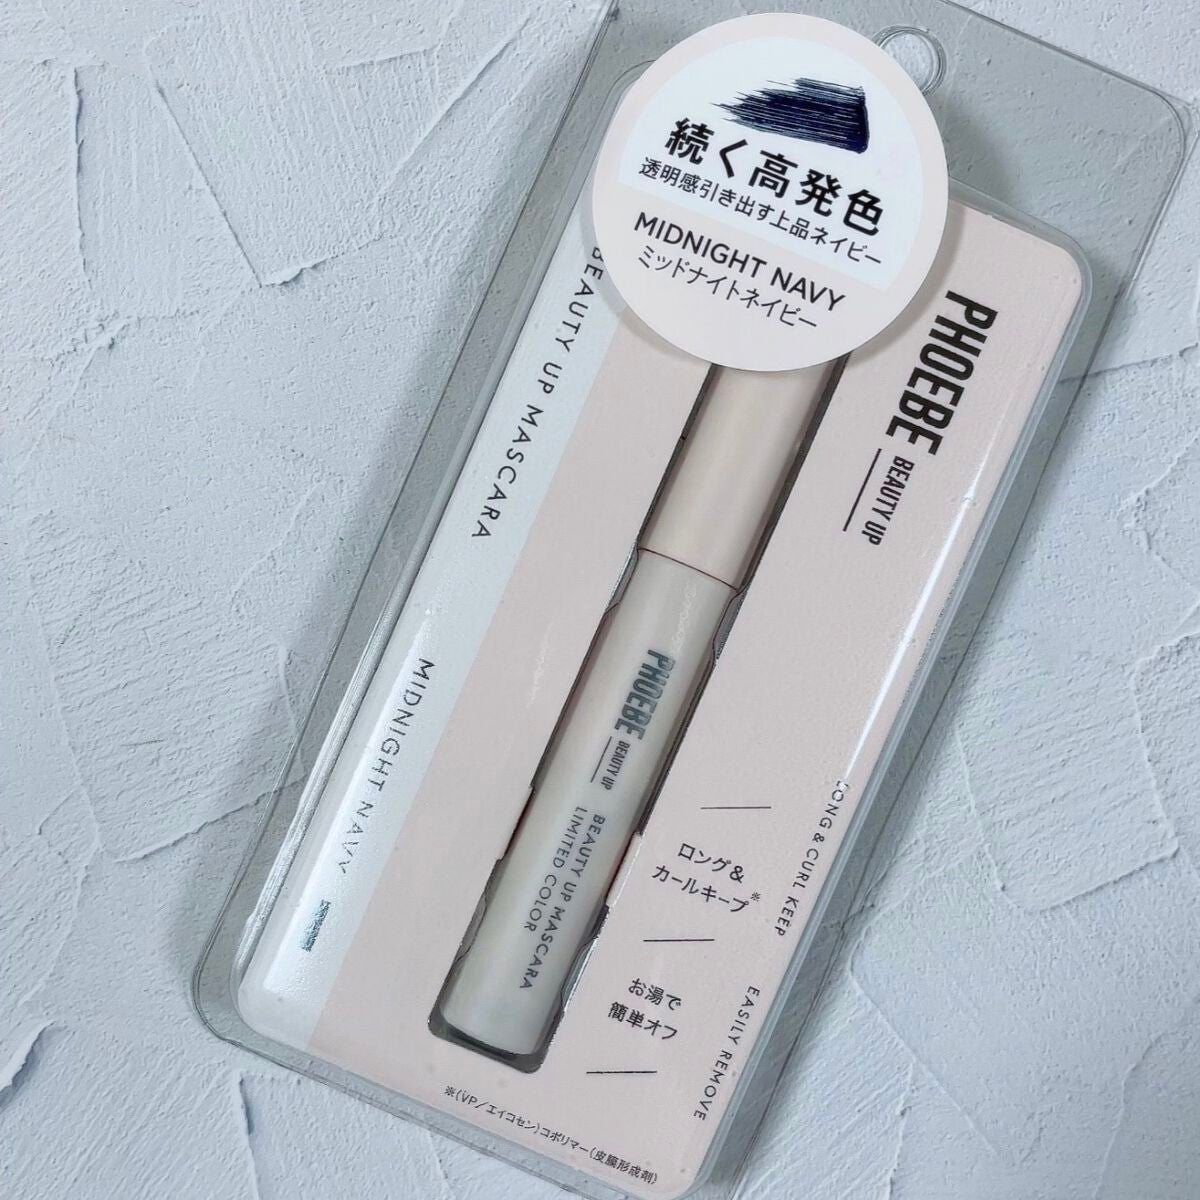 続く高発色
透明感引き出す上品ネイビー
MIDNIGHT NAVY
ミッドナイトネイビー
PHOEBE
BEAUTY UP
BEAUTY UP MASCARA
MIDNIGHT NAVY
PHOEBE
BEAUTY UP
BEAUTY UP MASCARA
LIMITED COLOR
ロング&
カールキープ※
LONG & CURL KEEP
お湯で
簡単オフ
EASILY REMOVE
※(VP/エイコセン)コポリマー(皮膜形成剤)